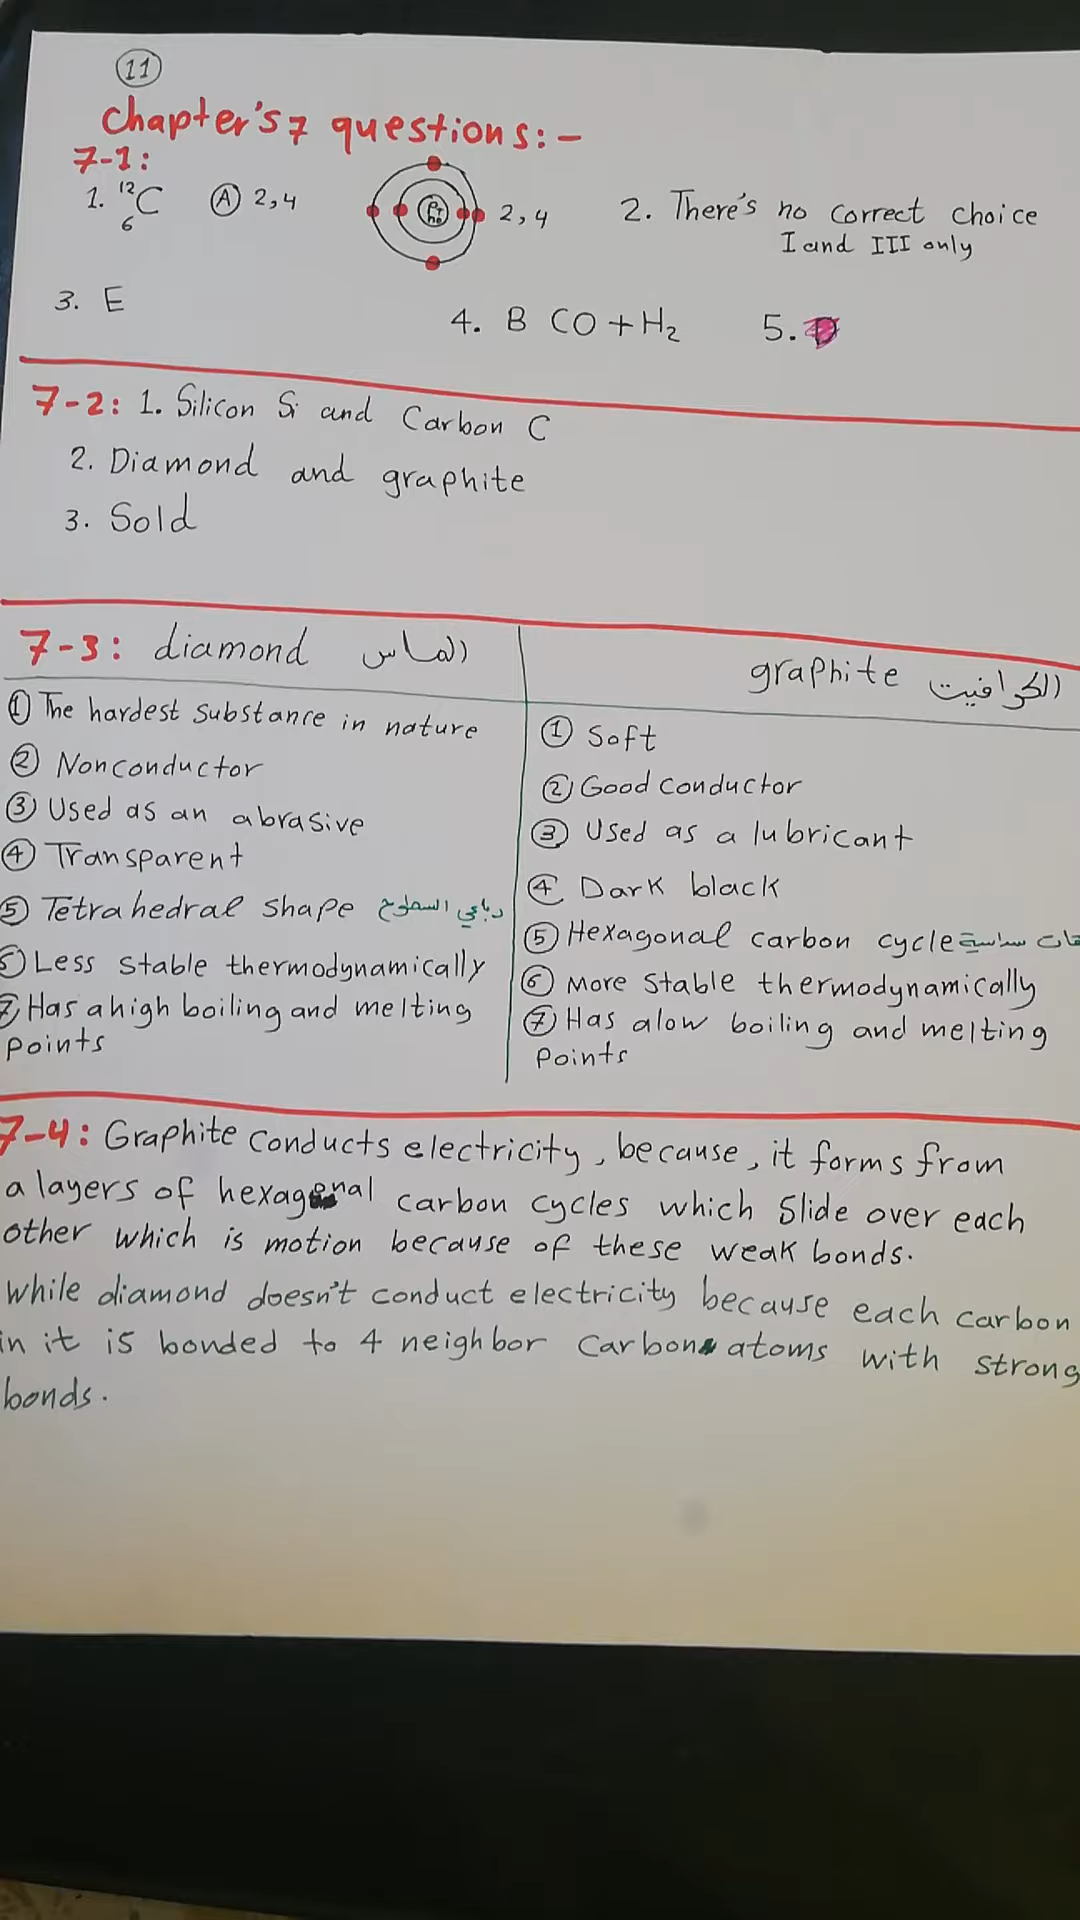 11
Chapter's 7 questions:-
7-1:
1. ¹²₆C Ⓐ 2,4 2,4 2. There's no correct choice
I and III only
3. E
4. B CO + H₂ 5. D
7-2: 1. Silicon Si and Carbon C
2. Diamond and graphite
3. Sold
7-3: diamond الماس graphite الكرافيت
① The hardest substance in nature
② Nonconductor
③ Used as an abrasive
④ Transparent
⑤ Tetrahedral shape رباعي السطوح
⑥ Less stable thermodynamically
⑦ Has a high boiling and melting
points
① Soft
② Good conductor
③ Used as a lubricant
④ Dark black
⑤ Hexagonal carbon cycle سداسية
⑥ More stable thermodynamically
⑦ Has a low boiling and melting
points
7-4: Graphite conducts electricity, because, it forms from
a layers of hexagonal carbon cycles which slide over each
other which is motion because of these weak bonds.
While diamond doesn't conduct electricity because each carbon
in it is bonded to 4 neighbor carbon atoms with strong
bonds.